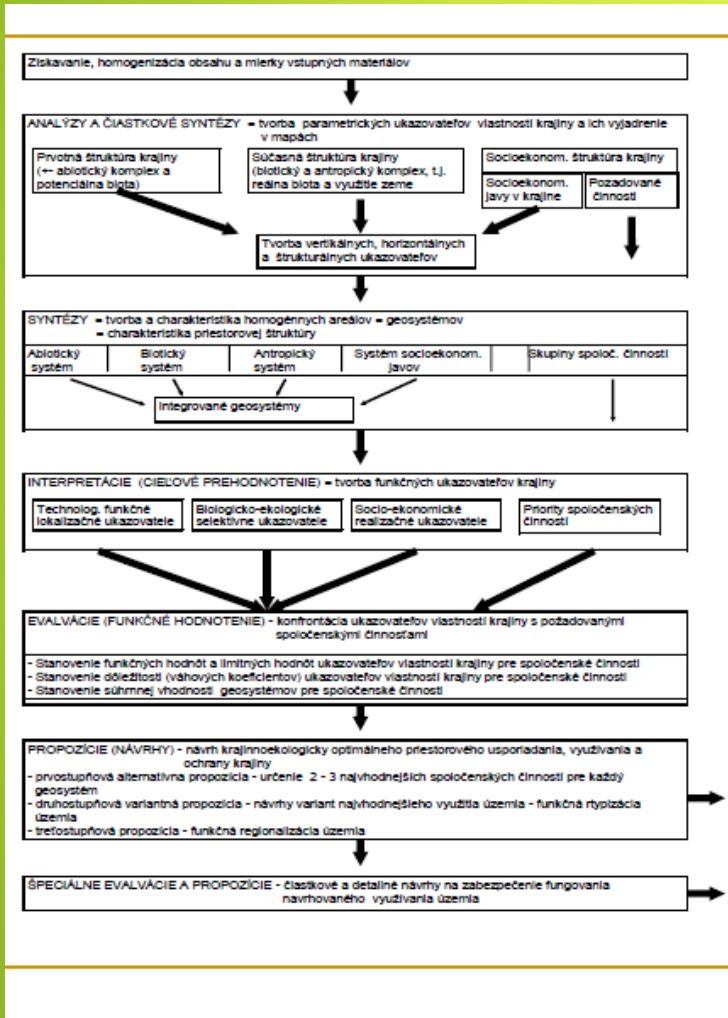 Získavanie, homogenizácia obsahu a mierky vstupných materiálov
ANALÝZY A ČIASTKOVÉ SYNTÉZY = tvorba parametrických ukazovateľov vlastností krajiny a ich vyjadrenie
v mapách
Prvotná štruktúra krajiny
(+- abiotický komplex a
potenciálna biota)
Súčasná štruktúra krajiny
(biotický a antropický komplex, t.j.
reálna biota a využitie zeme
Socioekonom. štruktúra krajiny
Socioekonom.
javy v krajine
Požadované
činnosti
Tvorba vertikálnych, horizontálnych
a štrukturálnych ukazovateľov
SYNTÉZY = tvorba a charakteristika homogénnych areálov = geosystémov
= charakteristika priestorovej štruktúry
Abiotický
systém
Biotický
systém
Antropický
systém
Systém socioekonom.
javov
Skupiny spoloč. činností
Integrované geosystémy
INTERPRETÁCIE (CIEĽOVÉ PREHODNOTENIE) = tvorba funkčných ukazovateľov krajiny
Technolog. funkčné
lokalizačné ukazovatele
Biologicko-ekologické
selektívne ukazovatele
Socio-ekonomické
realizačné ukazovatele
Priority spoločenských
činností
EVALVÁCIE (FUNKČNÉ HODNOTENIE) - konfrontácia ukazovateľov vlastností krajiny s požadovanými
spoločenskými činnosťami
- Stanovenie funkčných hodnôt a limitných hodnôt ukazovateľov vlastností krajiny pre spoločenské činnosti
- Stanovenie dôležitosti (váhových koeficientov) ukazovateľov vlastností krajiny pre spoločenské činnosti
- Stanovenie súhrnnej vhodnosti geosystémov pre spoločenské činnosti
PROPOZÍCIE (NÁVRHY) - návrh krajinnoekologicky optimálneho priestorového usporiadania, využívania a
ochrany krajiny
- prvostupňová alternatívna propozícia - určenie 2 - 3 najvhodnejších spoločenských činností pre každý
geosystém
- druhostupňová variantná propozícia - návrhy variant najvhodnejšieho využitia územia - funkčná rtypizácia
územia
- treťostupňová propozícia - funkčná regionalizácia územia
ŠPECIÁLNE EVALVÁCIE A PROPOZÍCIE - čiastkové a detailné návrhy na zabezpečenie fungovania
navrhovaného využívania územia